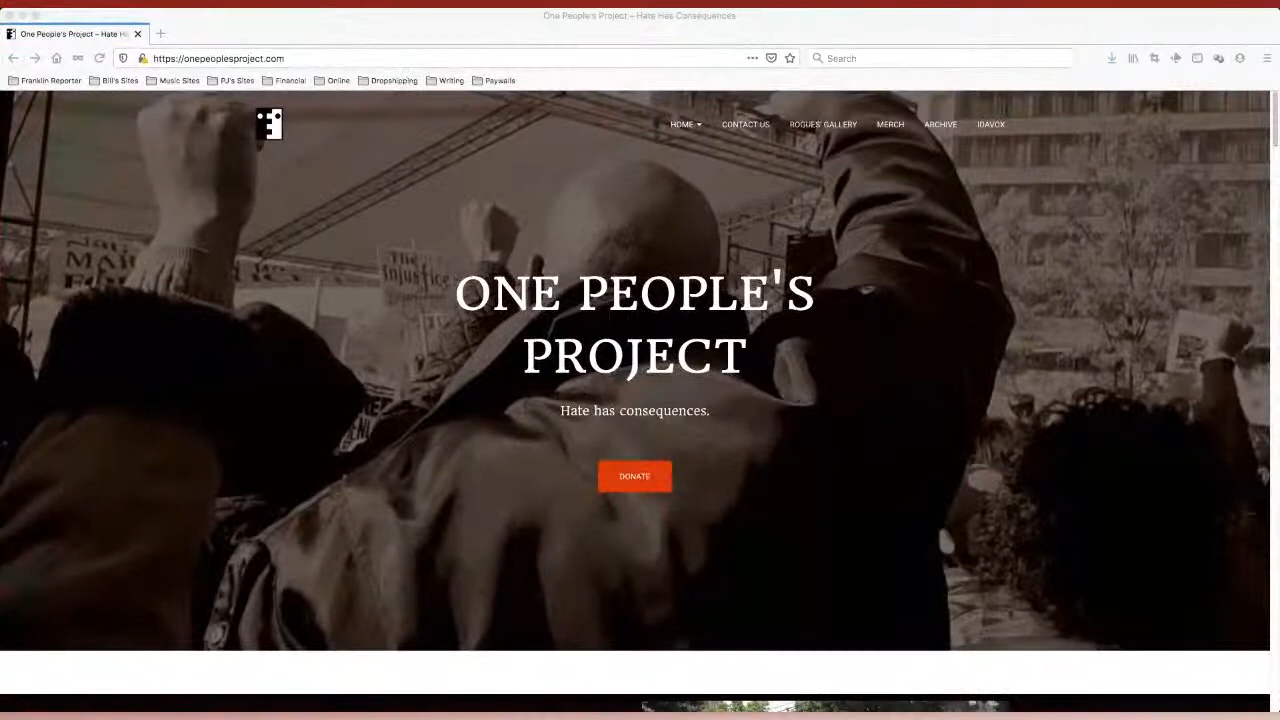 One People's Project – Hate Has Consequences
One People's Project – Hate H
https://onepeoplesproject.com
Search
Franklin Reporter
Bill's Sites
Music Sites
PJ's Sites
Financial
Online
Dropshipping
Writing
Paywalls
HOME
CONTACT US
ROGUES' GALLERY
MERCH
ARCHIVE
IDAVOX
The
Injustice
ONE PEOPLE'S
PROJECT
Hate has consequences.
DONATE